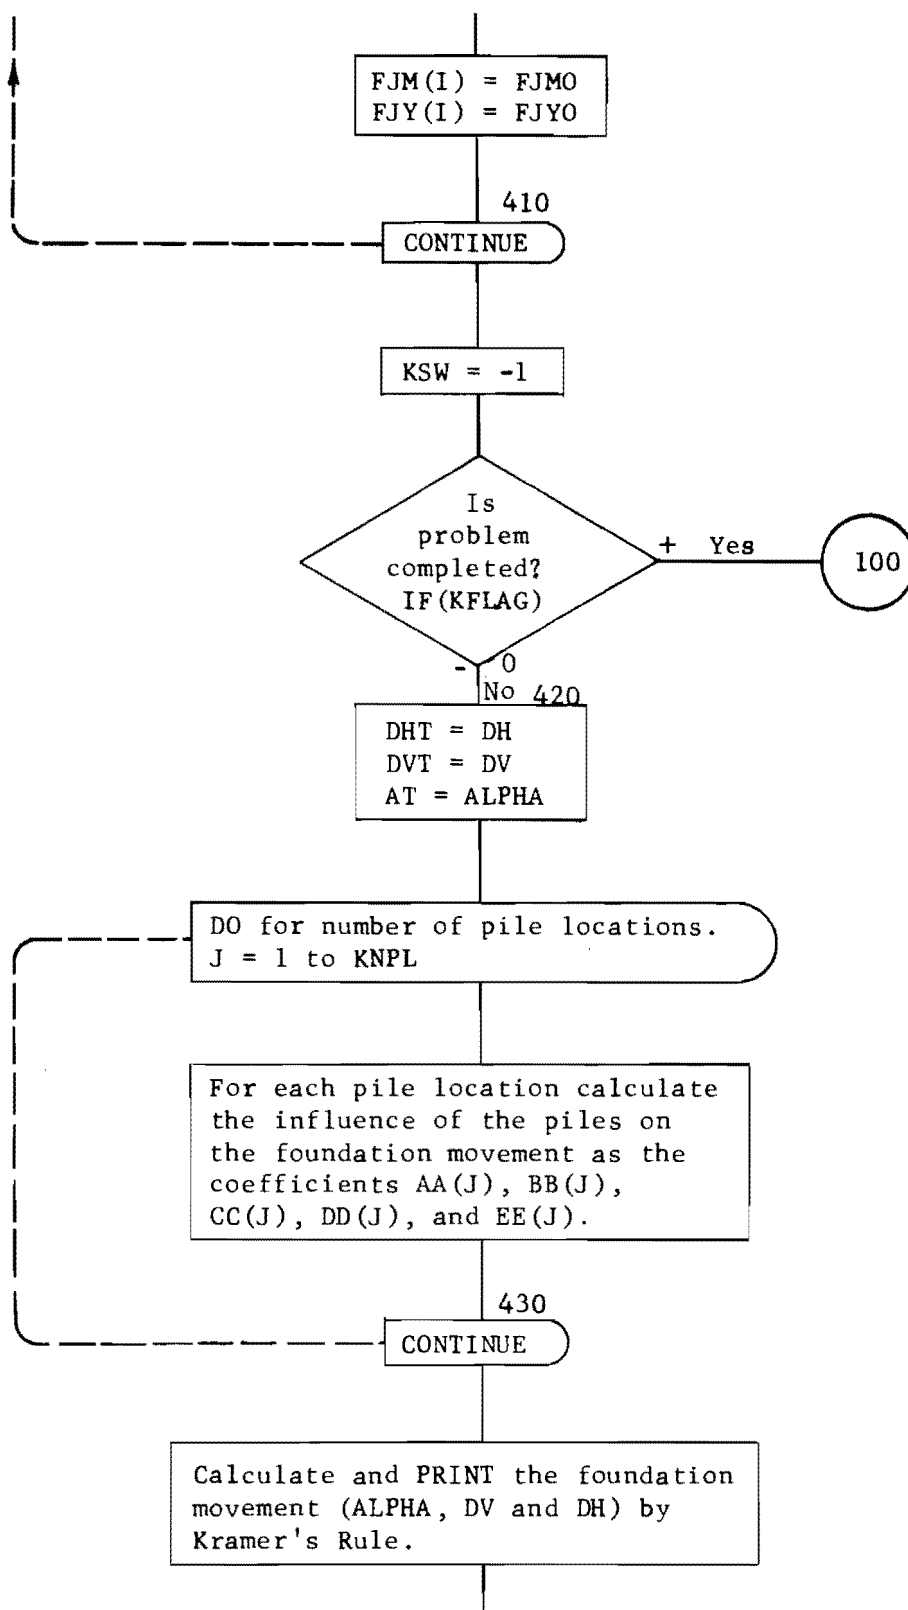 FJM(I) = FJMO
FJY(I) = FJYO
410
CONTINUE
KSW = -1
Is
problem
completed?
IF(KFLAG)
+ Yes
100
- 0
No 420
DHT = DH
DVT = DV
AT = ALPHA
DO for number of pile locations.
J = 1 to KNPL
For each pile location calculate
the influence of the piles on
the foundation movement as the
coefficients AA(J), BB(J),
CC(J), DD(J), and EE(J).
430
CONTINUE
Calculate and PRINT the foundation
movement (ALPHA, DV and DH) by
Kramer's Rule.